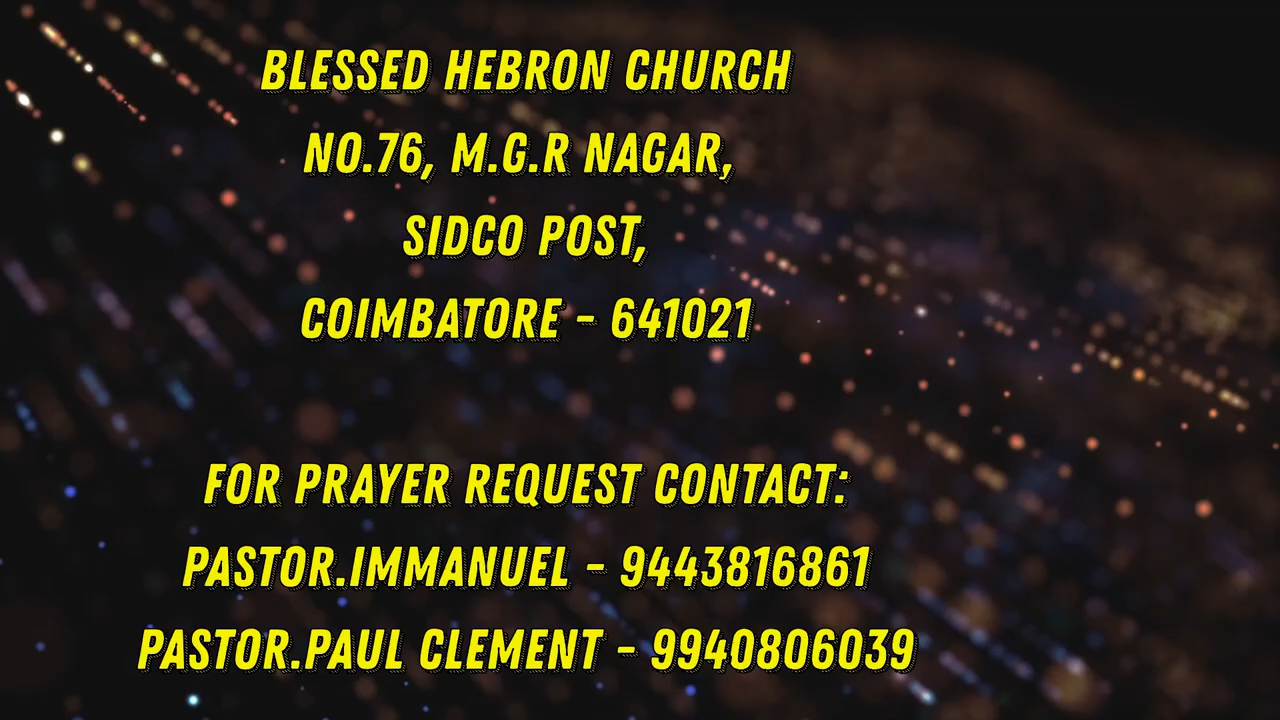 BLESSED HEBRON CHURCH
NO.76, M.G.R NAGAR,
SIDCO POST,
COIMBATORE - 641021
FOR PRAYER REQUEST CONTACT:
PASTOR.IMMANUEL - 9443816861
PASTOR.PAUL CLEMENT - 9940806039